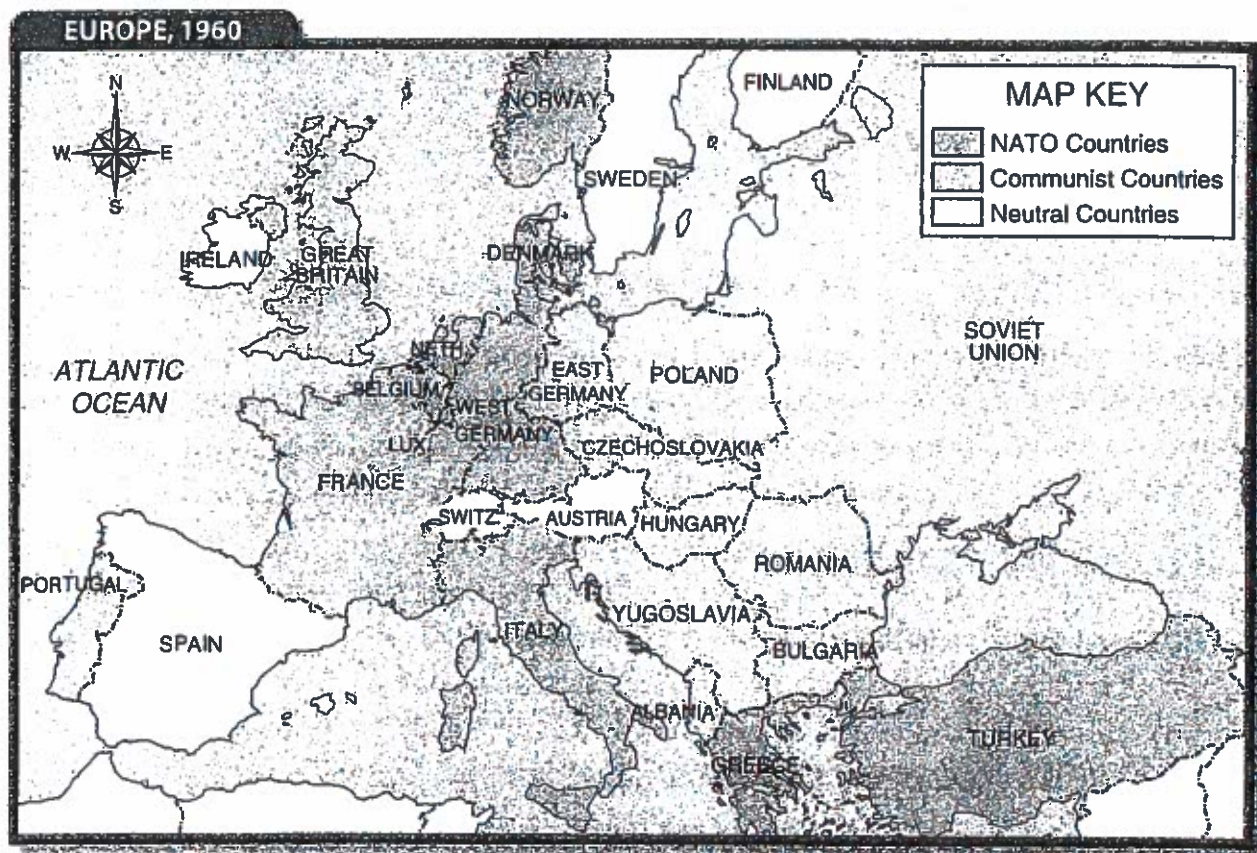 EUROPE, 1960
N
W
E
S
MAP KEY
NATO Countries
Communist Countries
Neutral Countries
NORWAY
FINLAND
SWEDEN
DENMARK
IRELAND
GREAT
BRITAIN
ATLANTIC
OCEAN
SOVIET
UNION
NETH.
BELGIUM
EAST
GERMANY
POLAND
WEST
GERMANY
LUX.
CZECHOSLOVAKIA
FRANCE
SWITZ.
AUSTRIA
HUNGARY
ROMANIA
PORTUGAL
SPAIN
ITALY
YUGOSLAVIA
BULGARIA
ALBANIA
GREECE
TURKEY